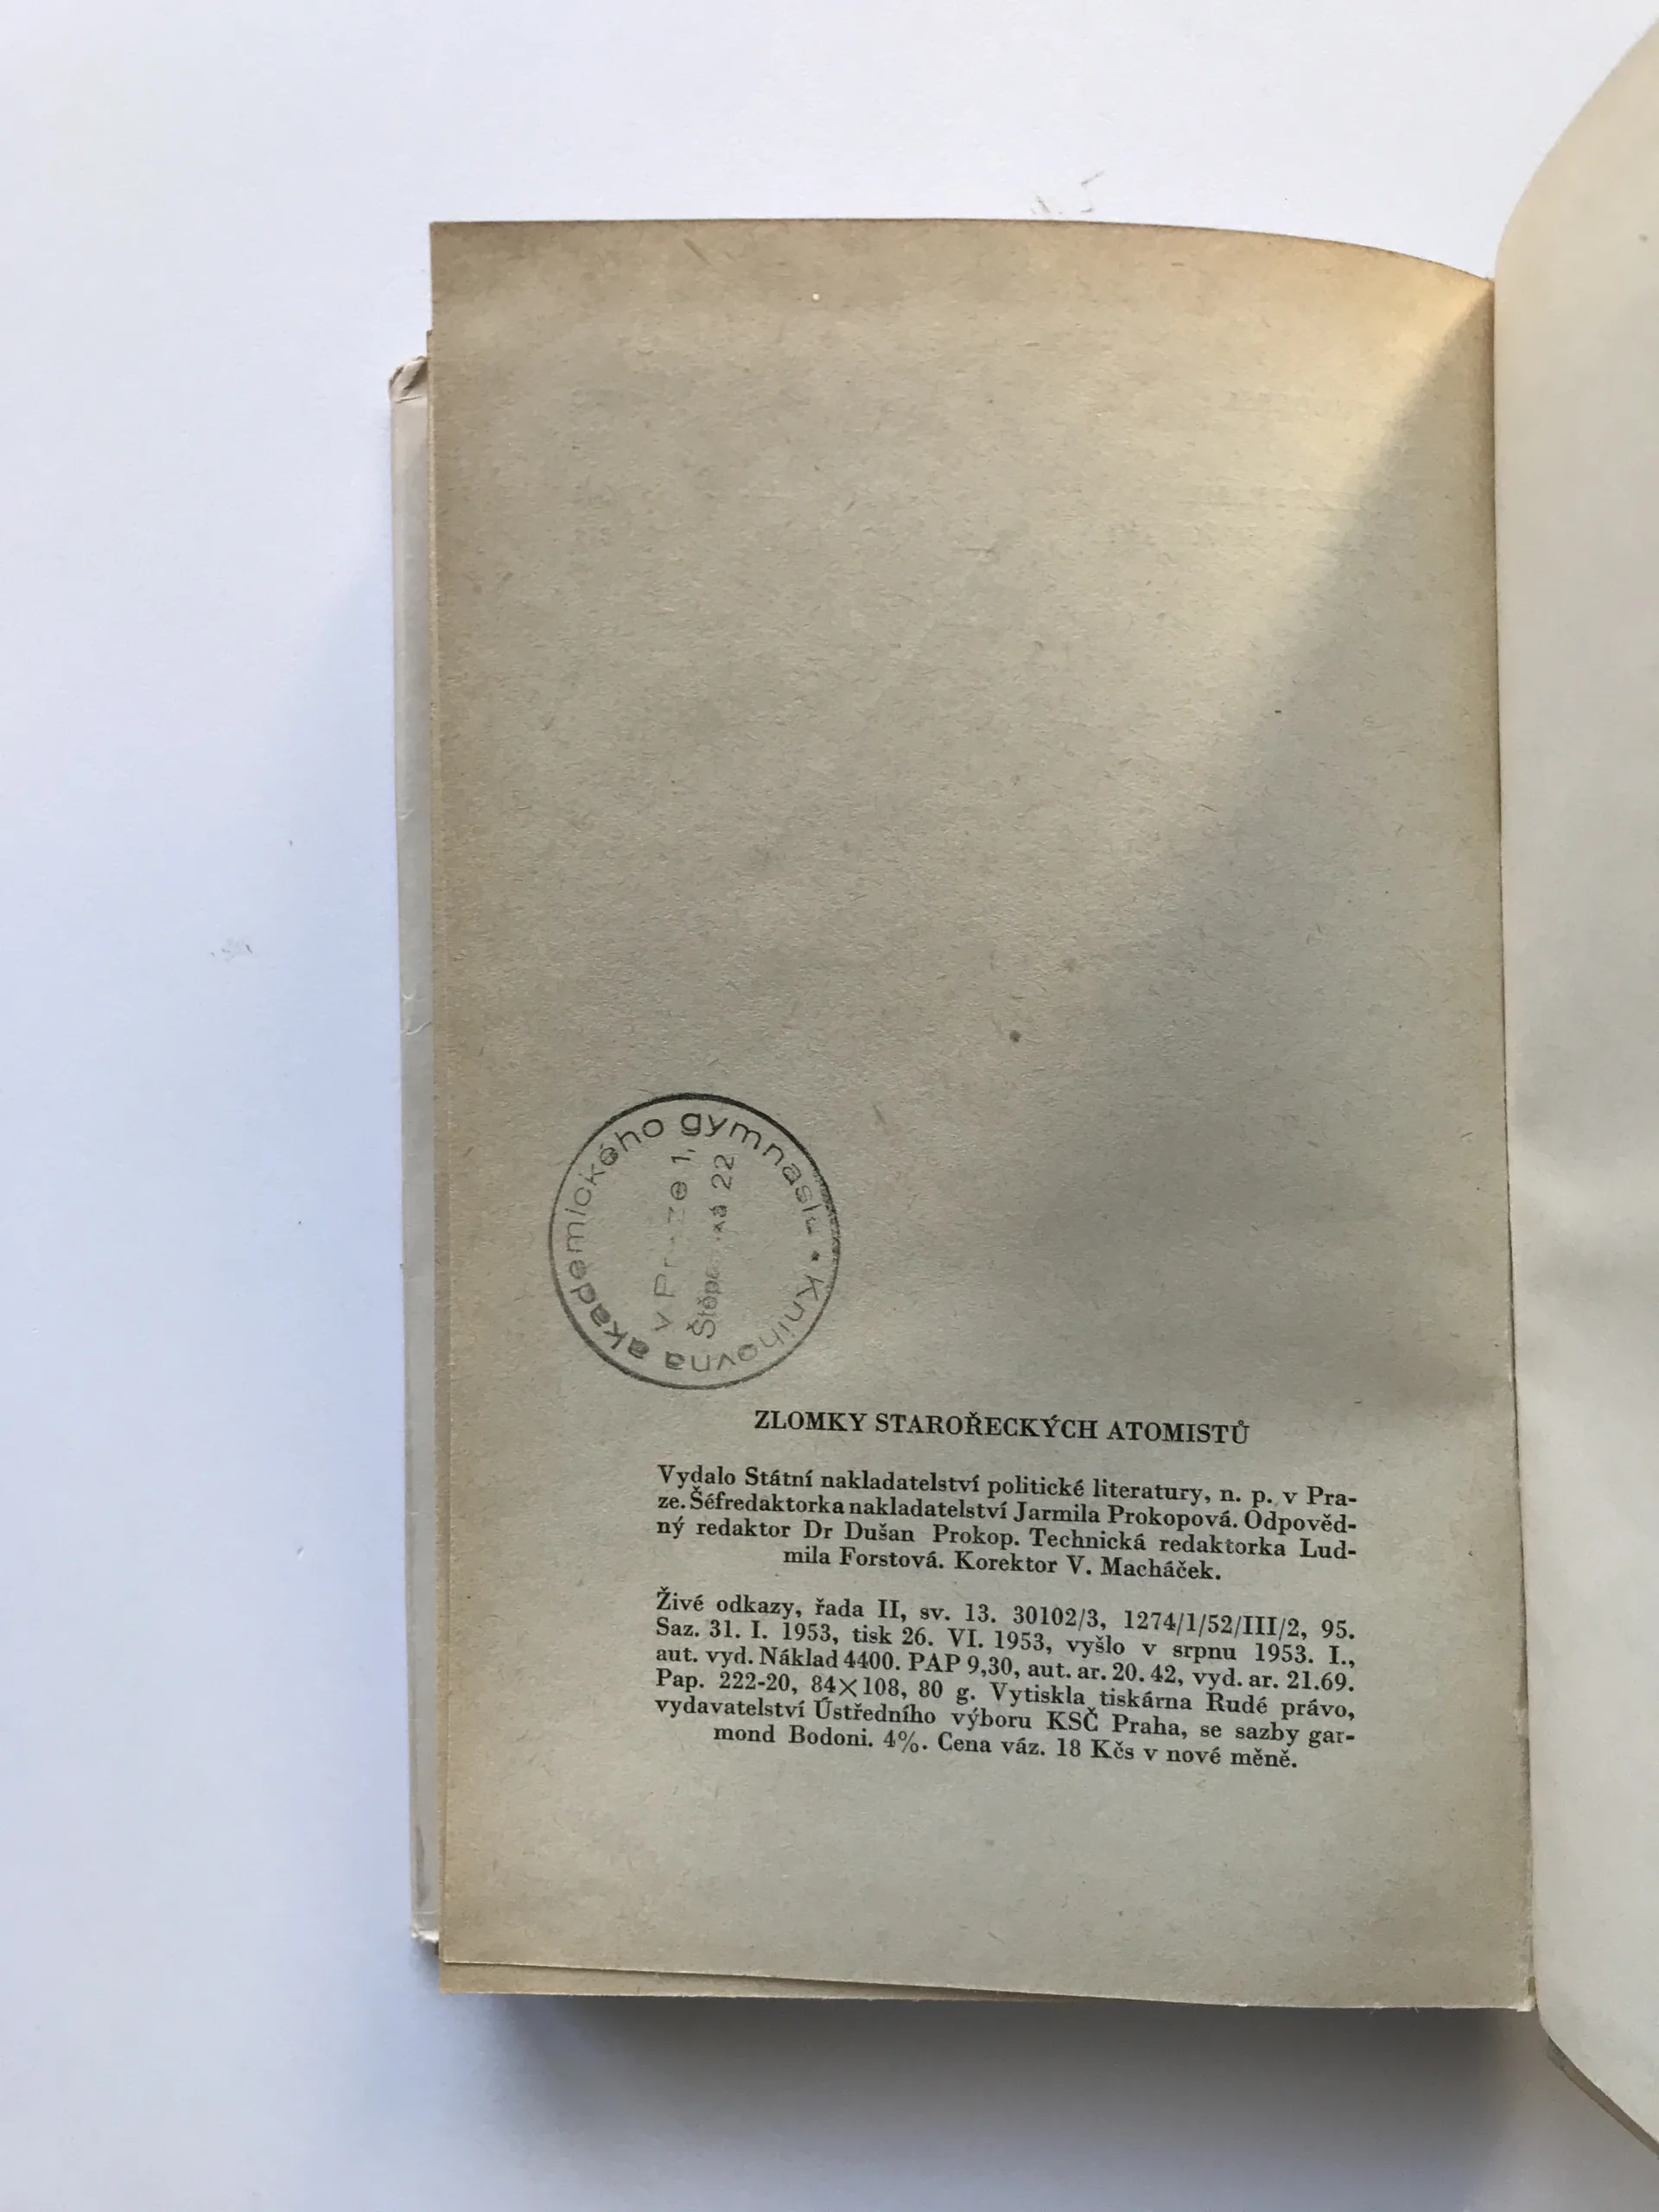 Knihovna akademického gymnasiu •
v 1,
22
ZLOMKY STAROŘECKÝCH ATOMISTŮ
Vydalo Státní nakladatelství politické literatury, n. p. v Pra-
ze. Šéfredaktorka nakladatelství Jarmila Prokopová. Odpověd-
ný redaktor Dr Dušan Prokop. Technická redaktorka Lud-
mila Forstová. Korektor V. Macháček.
Živé odkazy, řada II, sv. 13. 30102/3, 1274/1/52/III/2, 95.
Saz. 31. I. 1953, tisk 26. VI. 1953, vyšlo v srpnu 1953. I.,
aut. vyd. Náklad 4400. PAP 9,30, aut. ar. 20. 42, vyd. ar. 21.69.
Pap. 222-20, 84×108, 80 g. Vytiskla tiskárna Rudé právo,
vydavatelství Ústředního výboru KSČ Praha, se sazby gar-
mond Bodoni. 4%. Cena váz. 18 Kčs v nové měně.